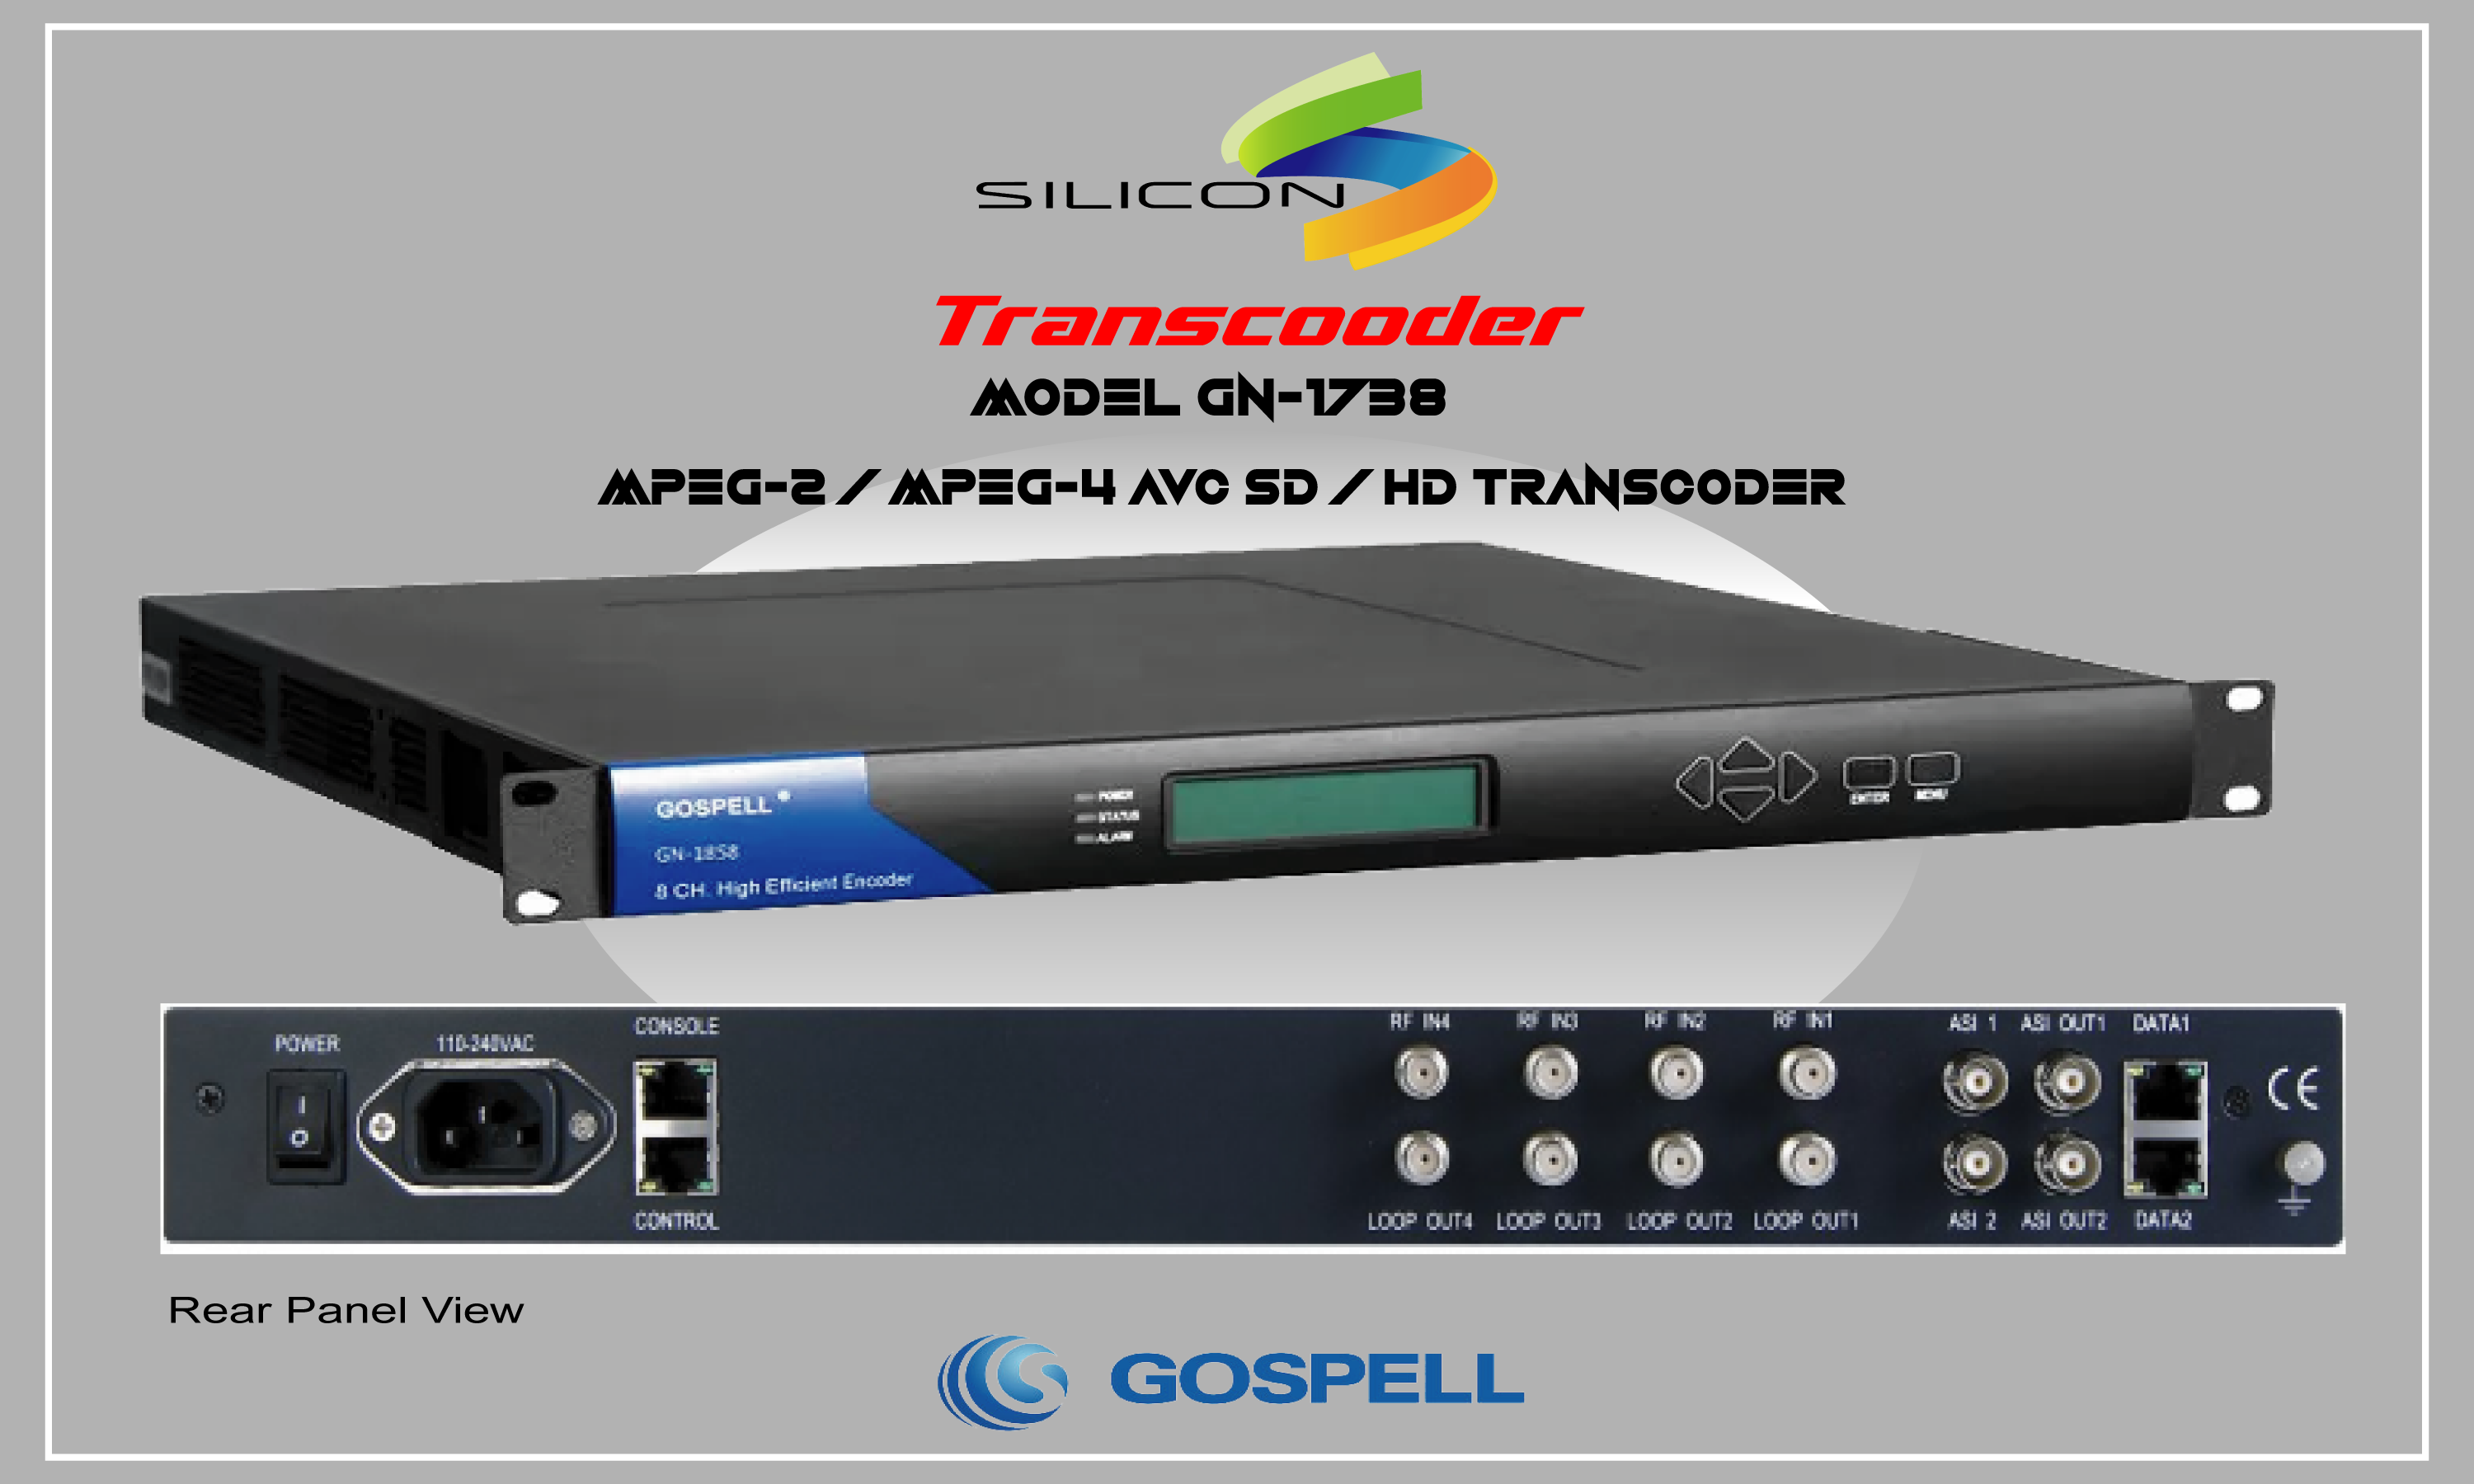 SILICON
Transcooder
MODEL GN-1738
MPEG-2 / MPEG-4 AVC SD / HD TRANSCODER
GOSPELL
GN-1858
8 CH. High Efficient Encoder
POWER
STATUS
ALARM
ENTER MENU
POWER 110-240VAC CONSOLE RF IN4 RF IN3 RF IN2 RF IN1 ASI 1 ASI OUT1 DATA1
CE
I
O
CONTROL LOOP OUT4 LOOP OUT3 LOOP OUT2 LOOP OUT1 ASI 2 ASI OUT2 DATA2
Rear Panel View
GOSPELL